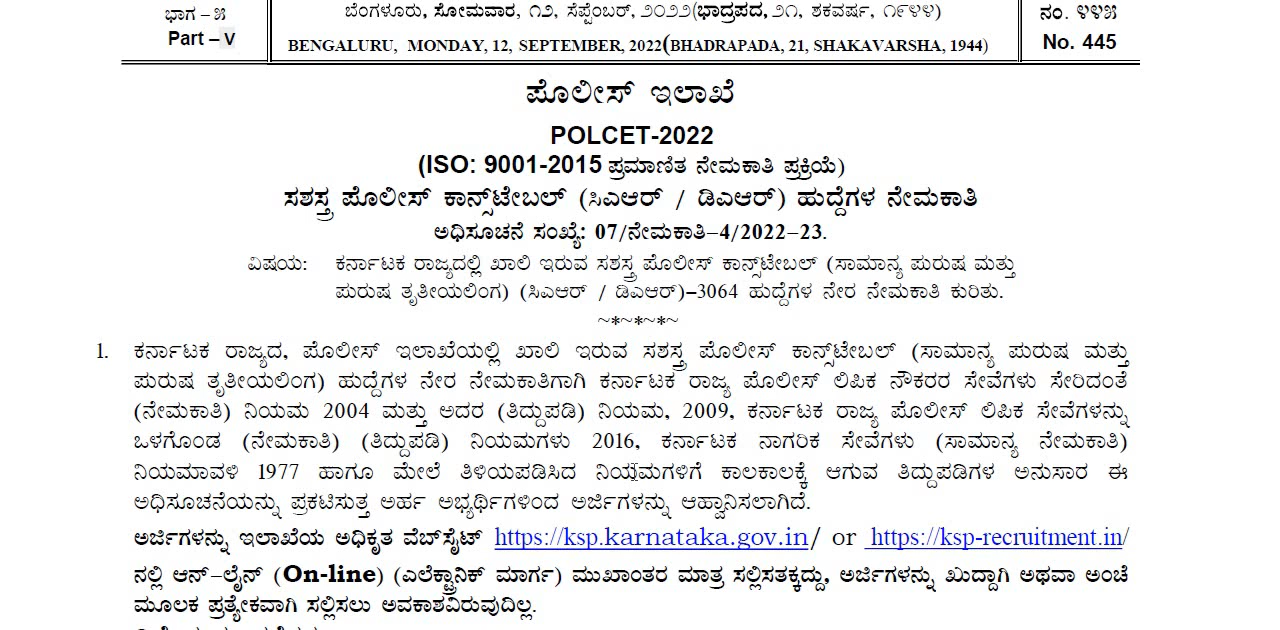 ಭಾಗ – ೫
Part – V
ಬೆಂಗಳೂರು, ಸೋಮವಾರ, ೧೨, ಸೆಪ್ಟೆಂಬರ್, ೨೦೨೨(ಭಾದ್ರಪದ, ೨೧, ಶಕವರ್ಷ, ೧೯೪೪)
BENGALURU, MONDAY, 12, SEPTEMBER, 2022(BHADRAPADA, 21, SHAKAVARSHA, 1944)
ನಂ. ೪೪೫
No. 445
ಪೊಲೀಸ್ ಇಲಾಖೆ
POLCET-2022
(ISO: 9001-2015 ಪ್ರಮಾಣಿತ ನೇಮಕಾತಿ ಪ್ರಕ್ರಿಯೆ)
ಸಶಸ್ತ್ರ ಪೊಲೀಸ್ ಕಾನ್ಸ್‌ಟೇಬಲ್ (ಸಿಎಆರ್ / ಡಿಎಆರ್) ಹುದ್ದೆಗಳ ನೇಮಕಾತಿ
ಅಧಿಸೂಚನೆ ಸಂಖ್ಯೆ: 07/ನೇಮಕಾತಿ–4/2022–23.
ವಿಷಯ: ಕರ್ನಾಟಕ ರಾಜ್ಯದಲ್ಲಿ ಖಾಲಿ ಇರುವ ಸಶಸ್ತ್ರ ಪೊಲೀಸ್ ಕಾನ್ಸ್‌ಟೇಬಲ್ (ಸಾಮಾನ್ಯ ಪುರುಷ ಮತ್ತು
ಪುರುಷ ತೃತೀಯಲಿಂಗ) (ಸಿಎಆರ್ / ಡಿಎಆರ್)–3064 ಹುದ್ದೆಗಳ ನೇರ ನೇಮಕಾತಿ ಕುರಿತು.
~*~*~*~
1. ಕರ್ನಾಟಕ ರಾಜ್ಯದ, ಪೊಲೀಸ್ ಇಲಾಖೆಯಲ್ಲಿ ಖಾಲಿ ಇರುವ ಸಶಸ್ತ್ರ ಪೊಲೀಸ್ ಕಾನ್ಸ್‌ಟೇಬಲ್ (ಸಾಮಾನ್ಯ ಪುರುಷ ಮತ್ತು
ಪುರುಷ ತೃತೀಯಲಿಂಗ) ಹುದ್ದೆಗಳ ನೇರ ನೇಮಕಾತಿಗಾಗಿ ಕರ್ನಾಟಕ ರಾಜ್ಯ ಪೊಲೀಸ್ ಲಿಪಿಕ ನೌಕರರ ಸೇವೆಗಳು ಸೇರಿದಂತೆ
(ನೇಮಕಾತಿ) ನಿಯಮ 2004 ಮತ್ತು ಅದರ (ತಿದ್ದುಪಡಿ) ನಿಯಮ, 2009, ಕರ್ನಾಟಕ ರಾಜ್ಯ ಪೊಲೀಸ್ ಲಿಪಿಕ ಸೇವೆಗಳನ್ನು
ಒಳಗೊಂಡ (ನೇಮಕಾತಿ) (ತಿದ್ದುಪಡಿ) ನಿಯಮಗಳು 2016, ಕರ್ನಾಟಕ ನಾಗರಿಕ ಸೇವೆಗಳು (ಸಾಮಾನ್ಯ ನೇಮಕಾತಿ)
ನಿಯಮಾವಳಿ 1977 ಹಾಗೂ ಮೇಲೆ ತಿಳಿಯಪಡಿಸಿದ ನಿಯಮಗಳಿಗೆ ಕಾಲಕಾಲಕ್ಕೆ ಆಗುವ ತಿದ್ದುಪಡಿಗಳ ಅನುಸಾರ ಈ
ಅಧಿಸೂಚನೆಯನ್ನು ಪ್ರಕಟಿಸುತ್ತ ಅರ್ಹ ಅಭ್ಯರ್ಥಿಗಳಿಂದ ಅರ್ಜಿಗಳನ್ನು ಆಹ್ವಾನಿಸಲಾಗಿದೆ.
ಅರ್ಜಿಗಳನ್ನು ಇಲಾಖೆಯ ಅಧಿಕೃತ ವೆಬ್‌ಸೈಟ್ https://ksp.karnataka.gov.in/ or https://ksp-recruitment.in/
ನಲ್ಲಿ ಆನ್–ಲೈನ್ (On-line) (ಎಲೆಕ್ಟ್ರಾನಿಕ್ ಮಾರ್ಗ) ಮುಖಾಂತರ ಮಾತ್ರ ಸಲ್ಲಿಸತಕ್ಕದ್ದು, ಅರ್ಜಿಗಳನ್ನು ಖುದ್ದಾಗಿ ಅಥವಾ ಅಂಚೆ
ಮೂಲಕ ಪ್ರತ್ಯೇಕವಾಗಿ ಸಲ್ಲಿಸಲು ಅವಕಾಶವಿರುವುದಿಲ್ಲ.